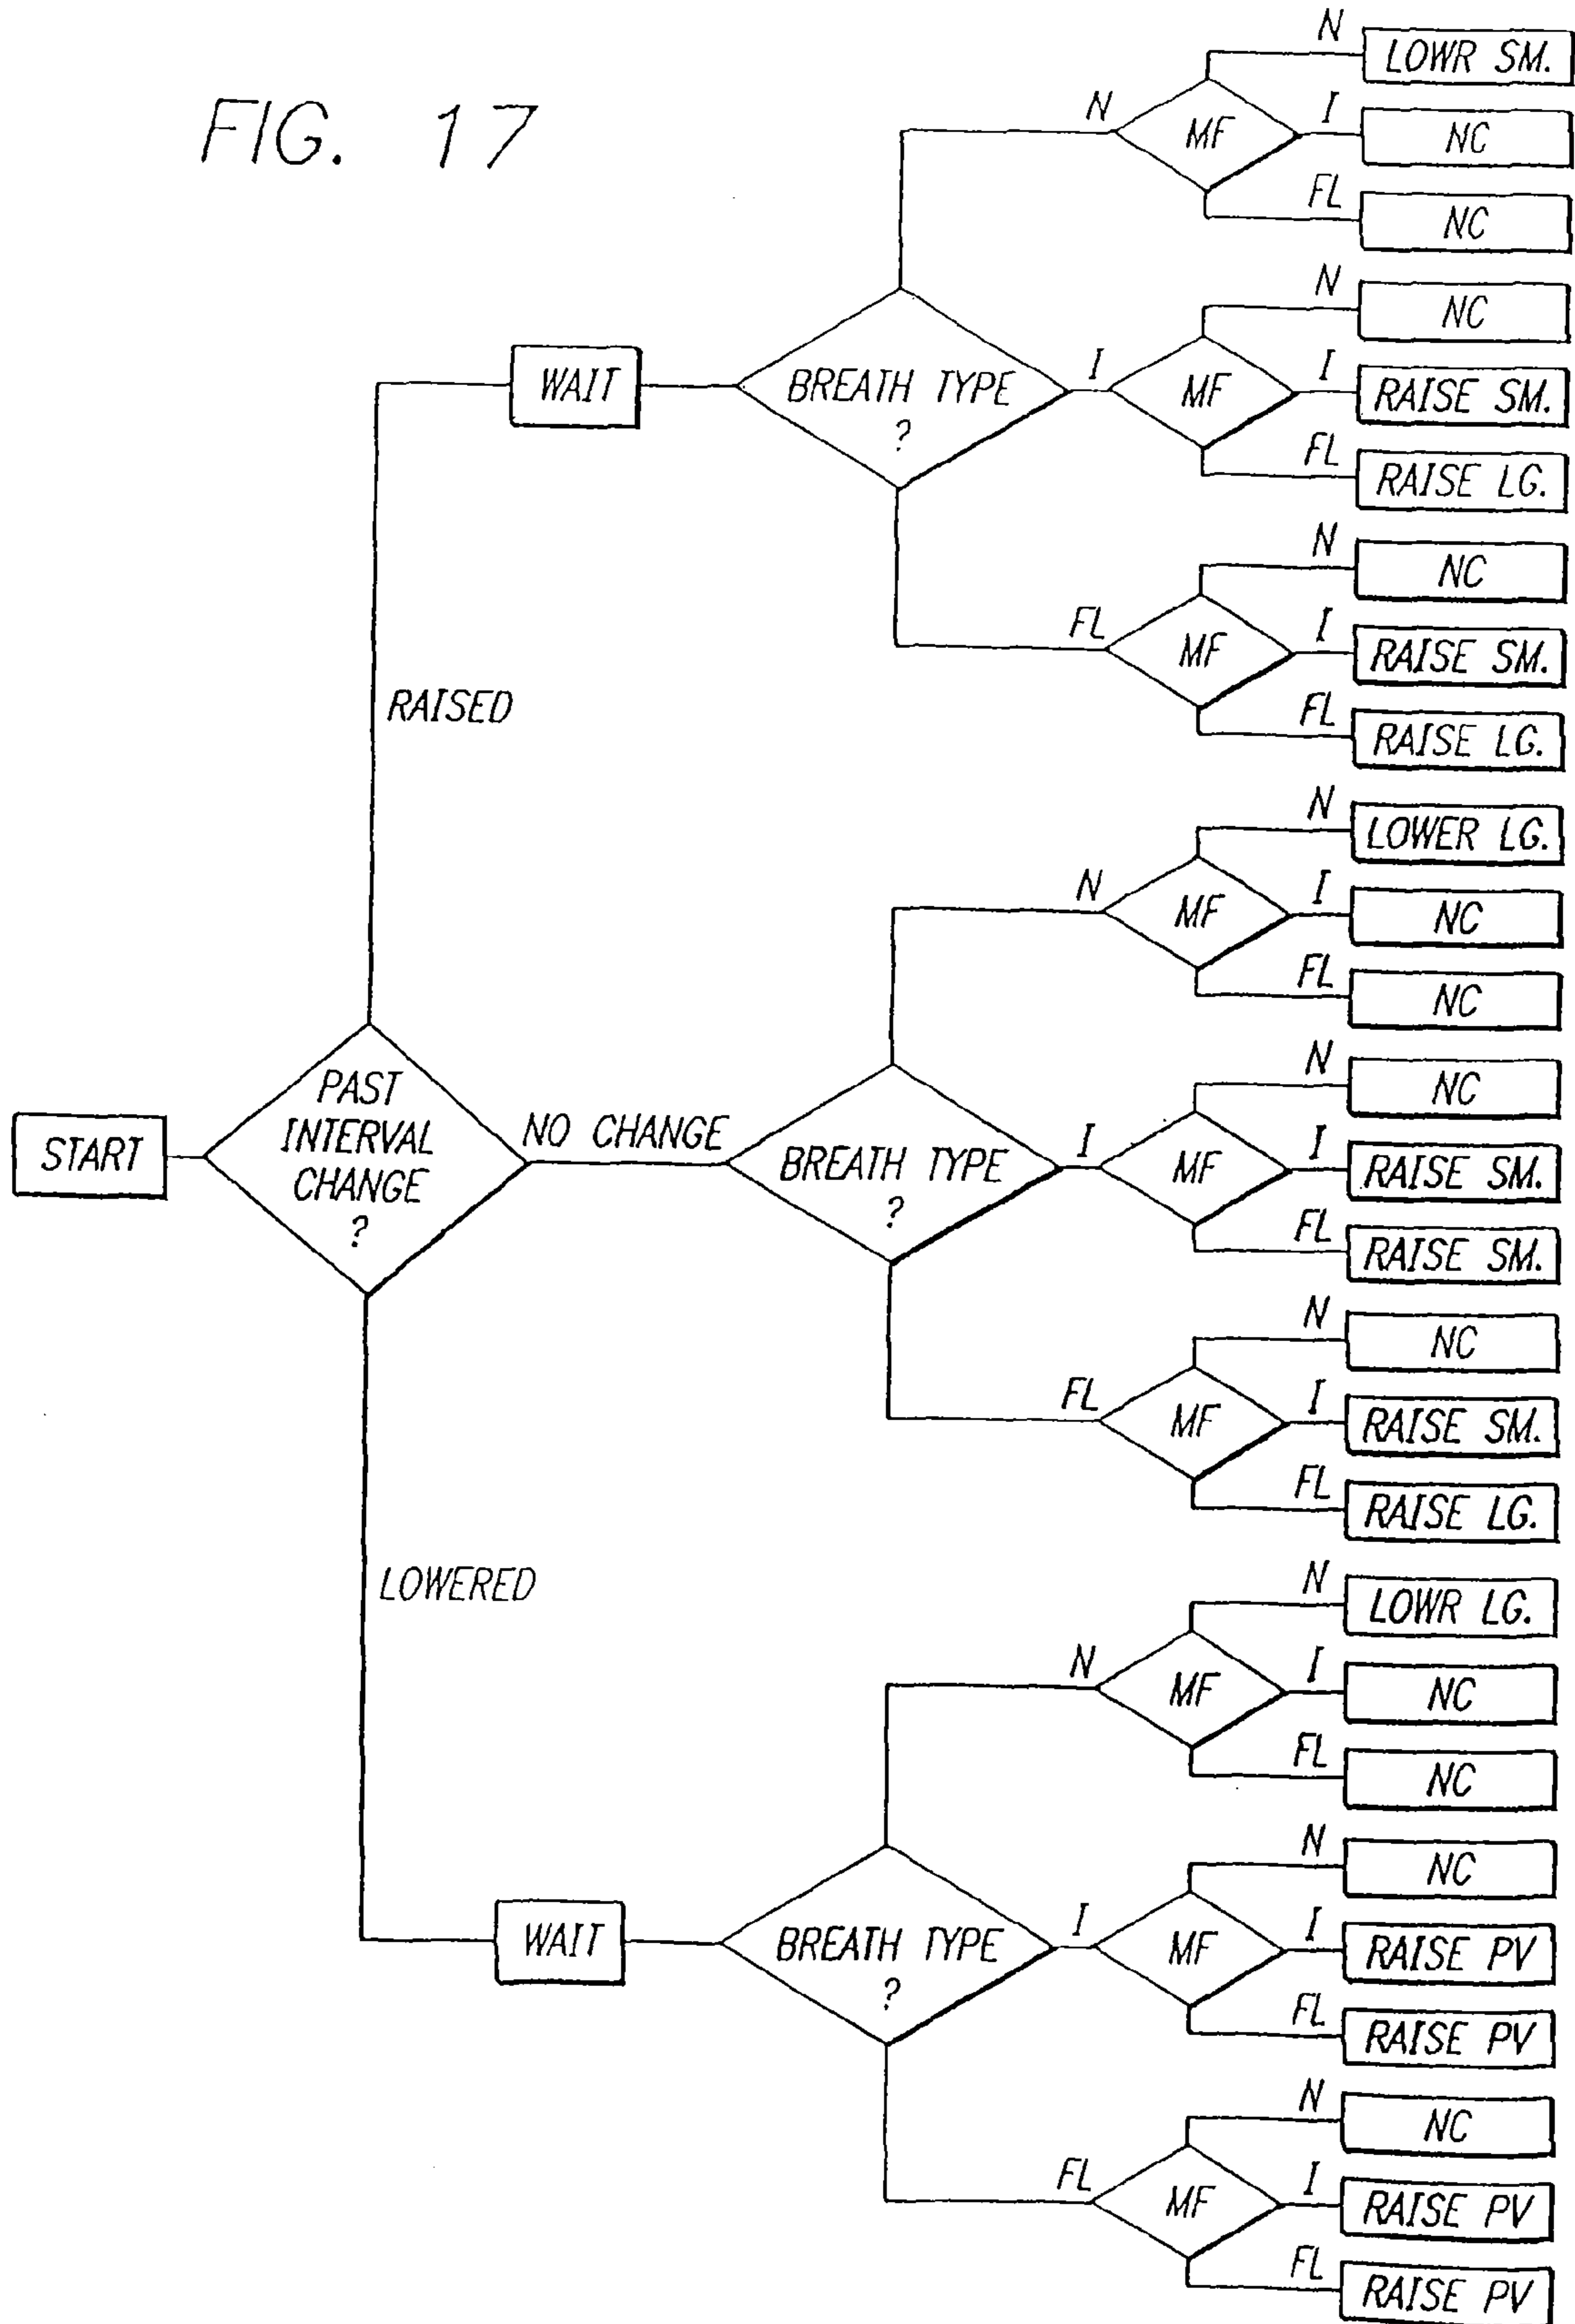 FIG. 17
N
LOWR SM.
N
MF
I
NC
FL
NC
N
NC
WAIT
BREATH TYPE
?
I
MF
I
RAISE SM.
FL
RAISE LG.
N
NC
FL
MF
I
RAISE SM.
FL
RAISE LG.
RAISED
N
LOWER LG.
N
MF
I
NC
FL
NC
START
PAST
INTERVAL
CHANGE
?
NO CHANGE
BREATH TYPE
?
N
NC
I
MF
I
RAISE SM.
FL
RAISE SM.
N
NC
FL
MF
I
RAISE SM.
FL
RAISE LG.
LOWERED
N
LOWR LG.
N
MF
I
NC
FL
NC
N
NC
WAIT
BREATH TYPE
?
I
MF
I
RAISE PV
FL
RAISE PV
N
NC
FL
MF
I
RAISE PV
FL
RAISE PV